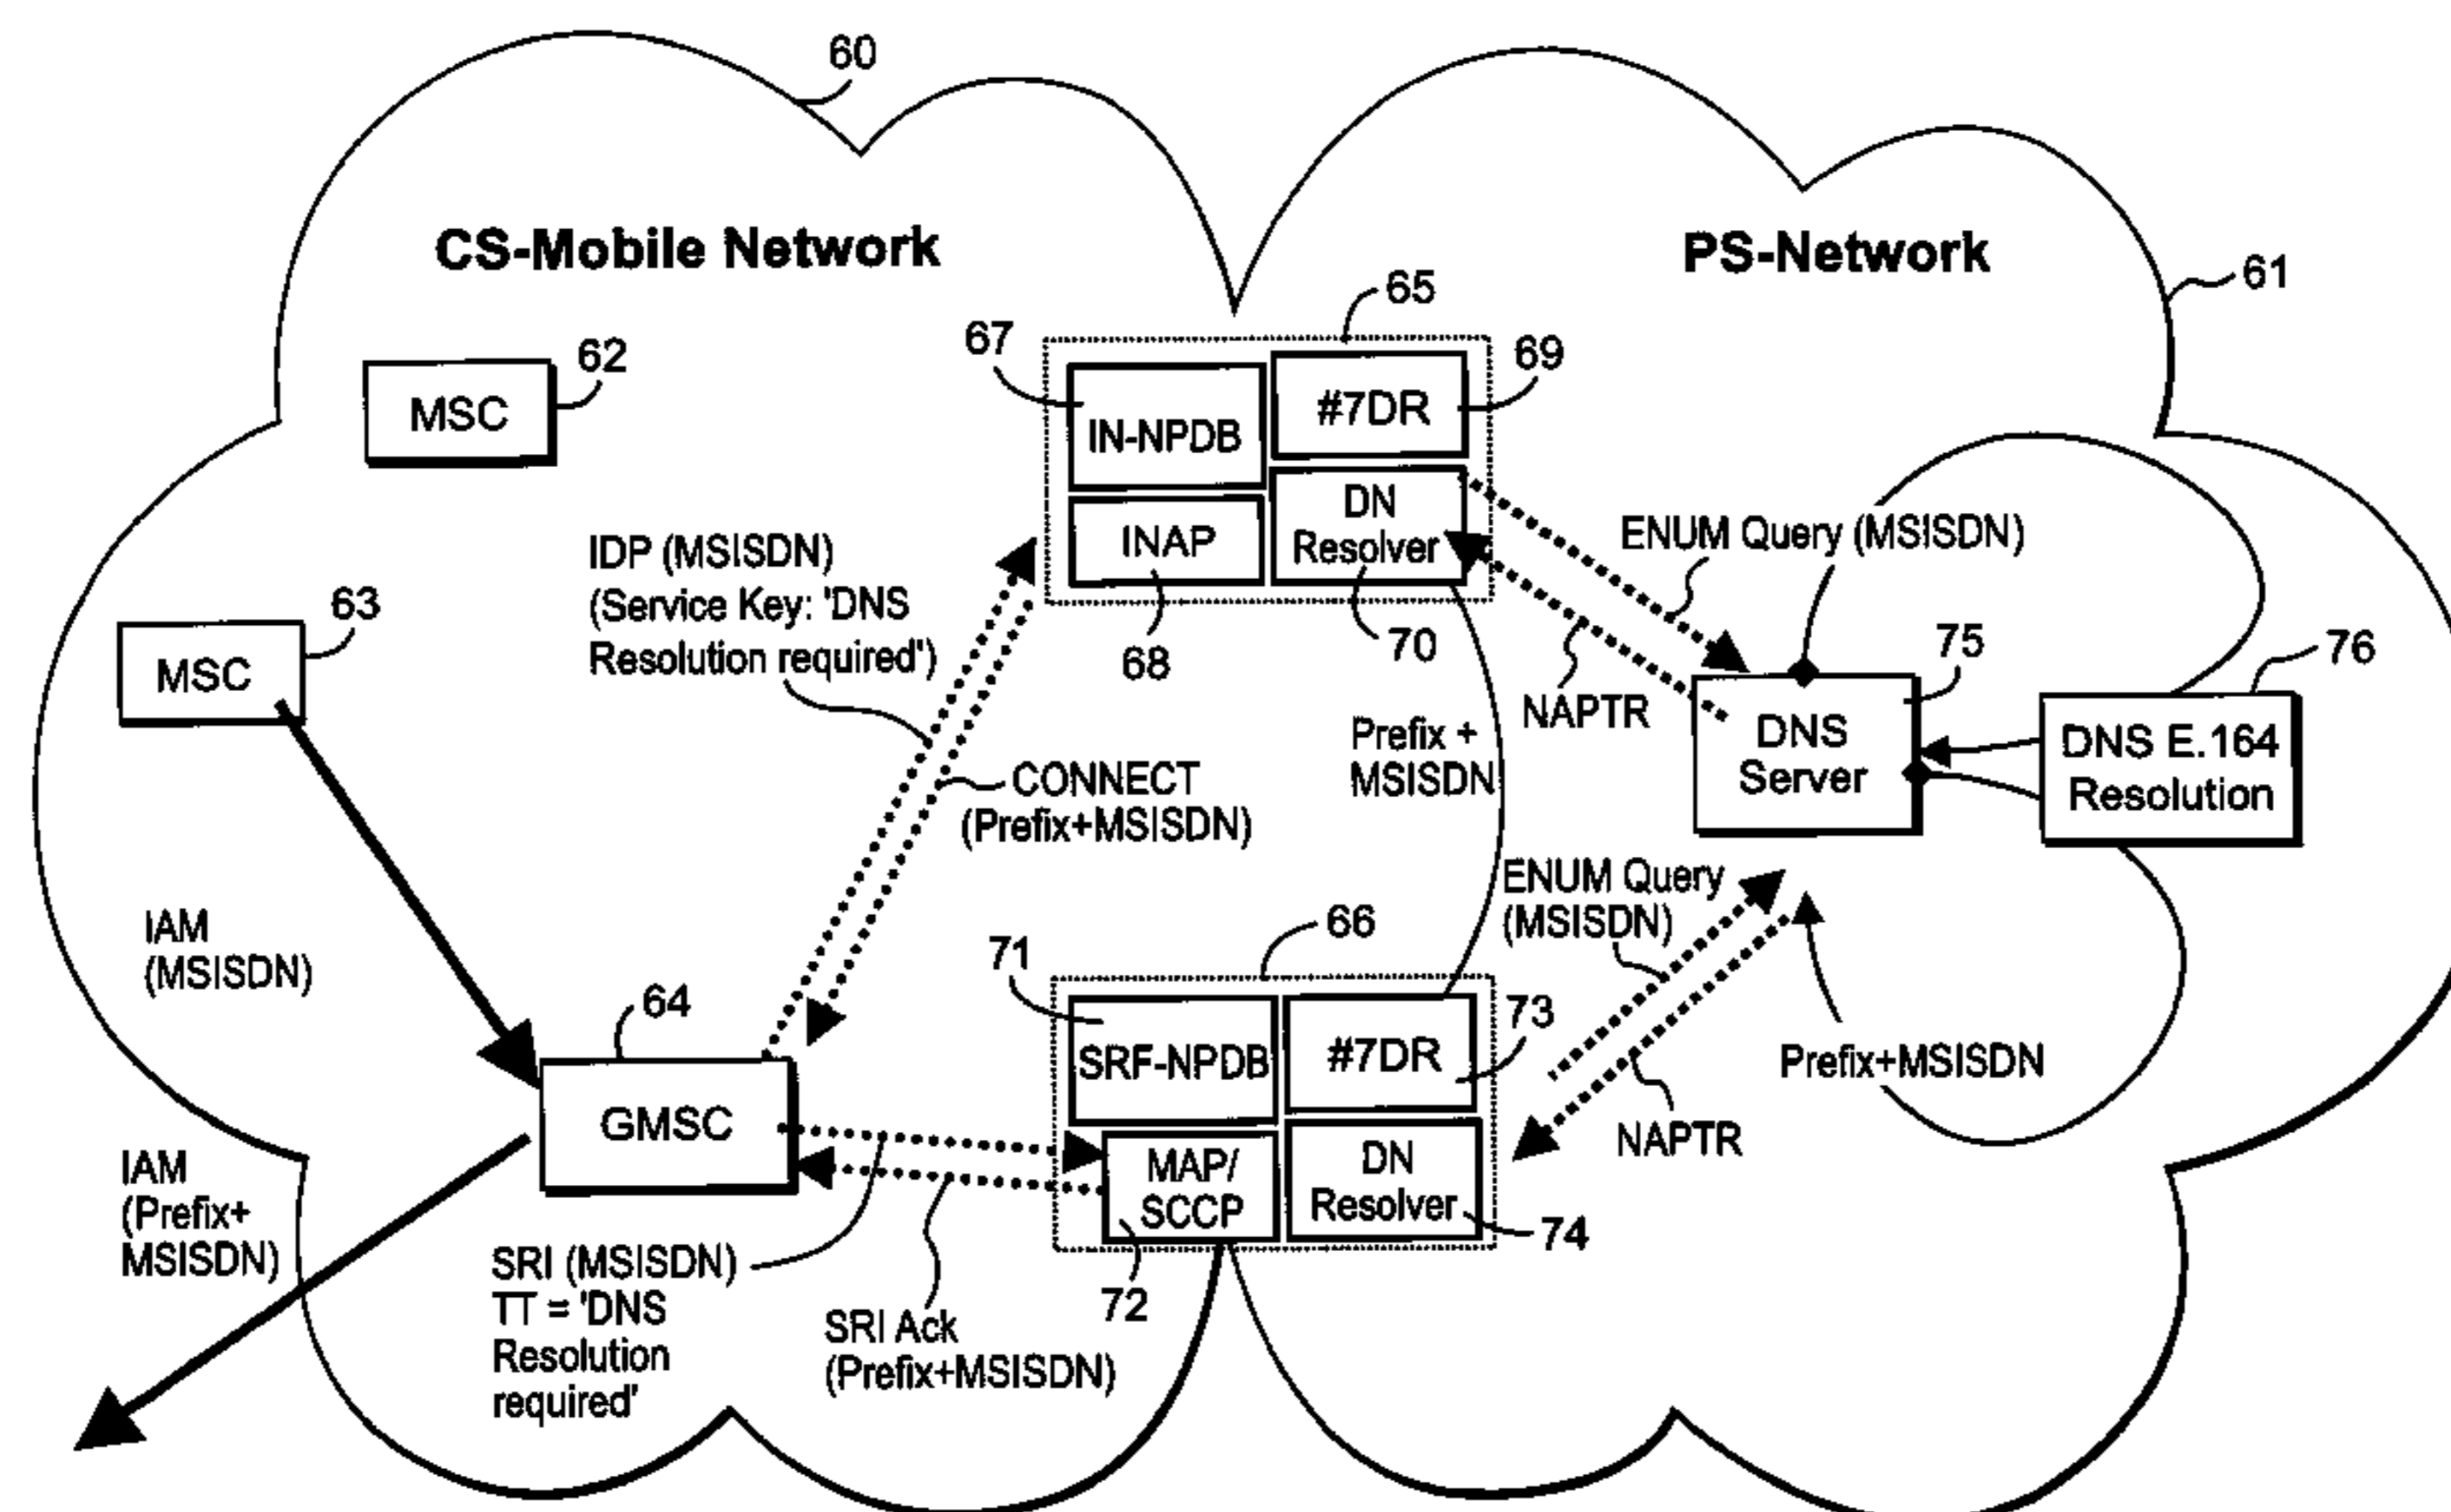 60
CS-Mobile Network
PS-Network
61
65
67
69
62
MSC
IN-NPDB
#7DR
INAP
DN
Resolver
68
70
IDP (MSISDN)
(Service Key: 'DNS
Resolution required')
ENUM Query (MSISDN)
63
MSC
NAPTR
75
76
DNS
Server
DNS E.164
Resolution
Prefix +
MSISDN
CONNECT
(Prefix+MSISDN)
ENUM Query
(MSISDN)
IAM
(MSISDN)
66
71
64
73
SRF-NPDB
#7DR
GMSC
MAP/
SCCP
DN
Resolver
74
72
Prefix+MSISDN
NAPTR
IAM
(Prefix+
MSISDN)
SRI (MSISDN)
TT = 'DNS
Resolution
required'
SRI Ack
(Prefix+MSISDN)